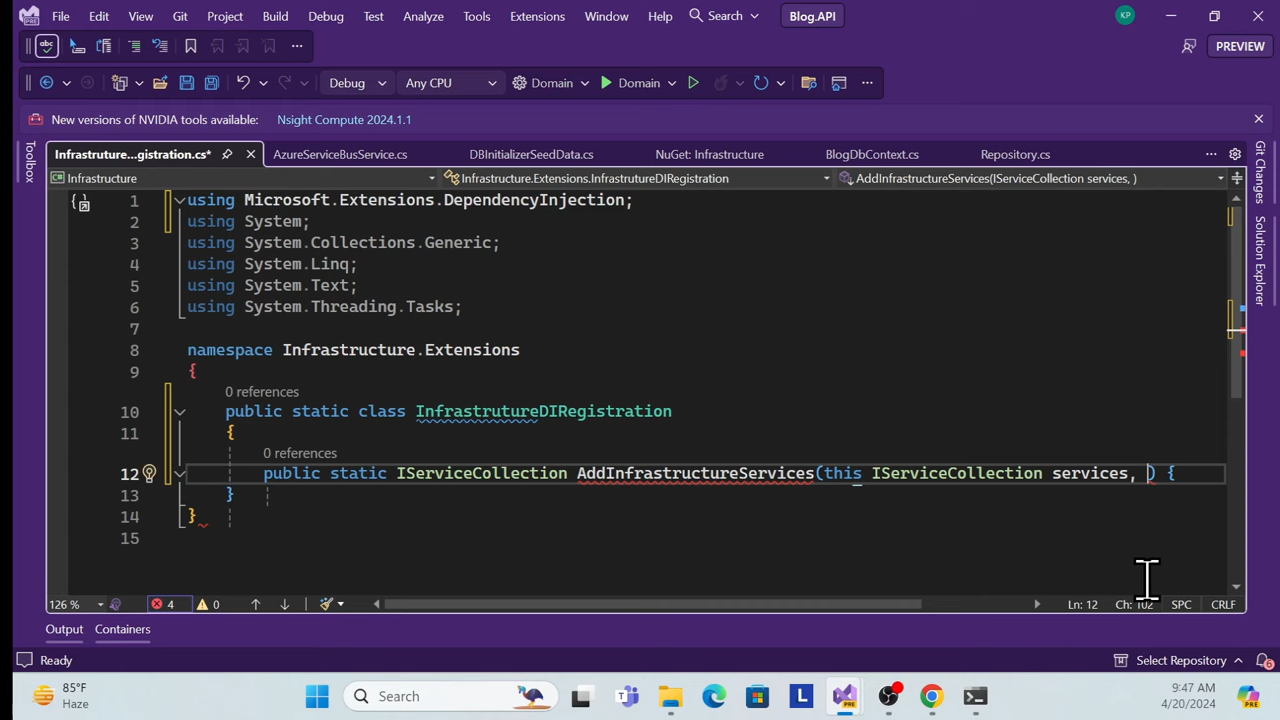 File Edit View Git Project Build Debug Test Analyze Tools Extensions Window Help Search Blog.API KP
PREVIEW
Debug Any CPU Domain Domain
New versions of NVIDIA tools available: Nsight Compute 2024.1.1
Infrastruture...gistration.cs* AzureServiceBusService.cs DBInitializerSeedData.cs NuGet: Infrastructure BlogDbContext.cs Repository.cs
Infrastructure Infrastructure.Extensions.InfrastrutureDIRegistration AddInfrastructureServices(IServiceCollection services, )
Toolbox
Git Changes
Solution Explorer
1 using Microsoft.Extensions.DependencyInjection;
2 using System;
3 using System.Collections.Generic;
4 using System.Linq;
5 using System.Text;
6 using System.Threading.Tasks;
7
8 namespace Infrastructure.Extensions
9 {
0 references
10 public static class InfrastrutureDIRegistration
11 {
0 references
12 public static IServiceCollection AddInfrastructureServices(this IServiceCollection services, ) {
13 }
14 }
15
126 % 4 0 Ln: 12 Ch: 102 SPC CRLF
Output Containers
Ready Select Repository 6
85°F
Haze
Search
L
PRE
9:47 AM
4/20/2024
PRE